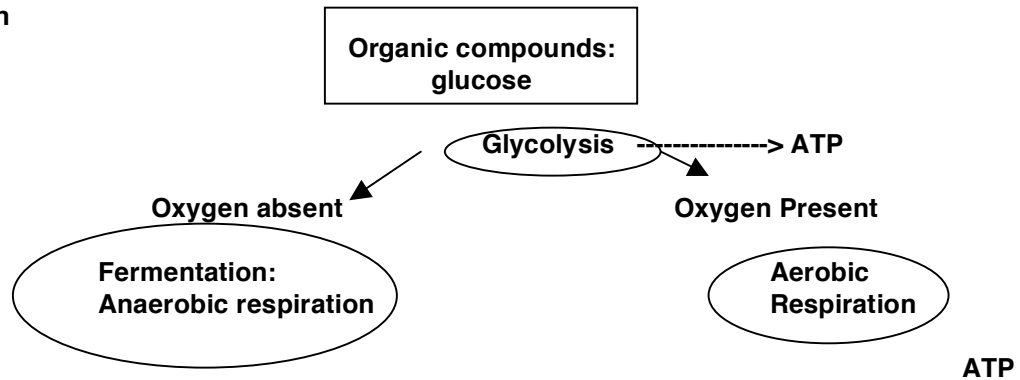 n
Organic compounds:
glucose
Glycolysis --------------> ATP
Oxygen absent
Oxygen Present
Fermentation:
Anaerobic respiration
Aerobic
Respiration
ATP